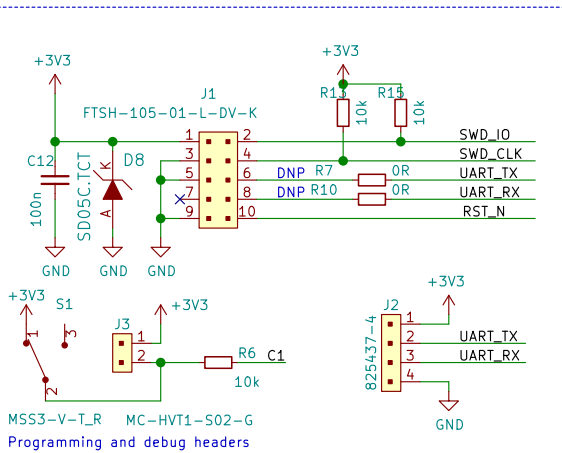 +3V3
+3V3
J1
R13
R15
FTSH-105-01-L-DV-K
10k
10k
1
2
SWD_IO
C12
K
D8
3
4
SWD_CLK
100n
SD05C.TCT
5
6
DNP
R7
0R
UART_TX
7
8
DNP
R10
0R
UART_RX
A
9
10
RST_N
GND
GND
GND
+3V3
S1
+3V3
J2
1
3
J3
1
2
2
R6
C1
10k
825437-4
1
2
UART_TX
3
UART_RX
4
MSS3-V-T_R
MC-HVT1-S02-G
+3V3
GND
Programming and debug headers